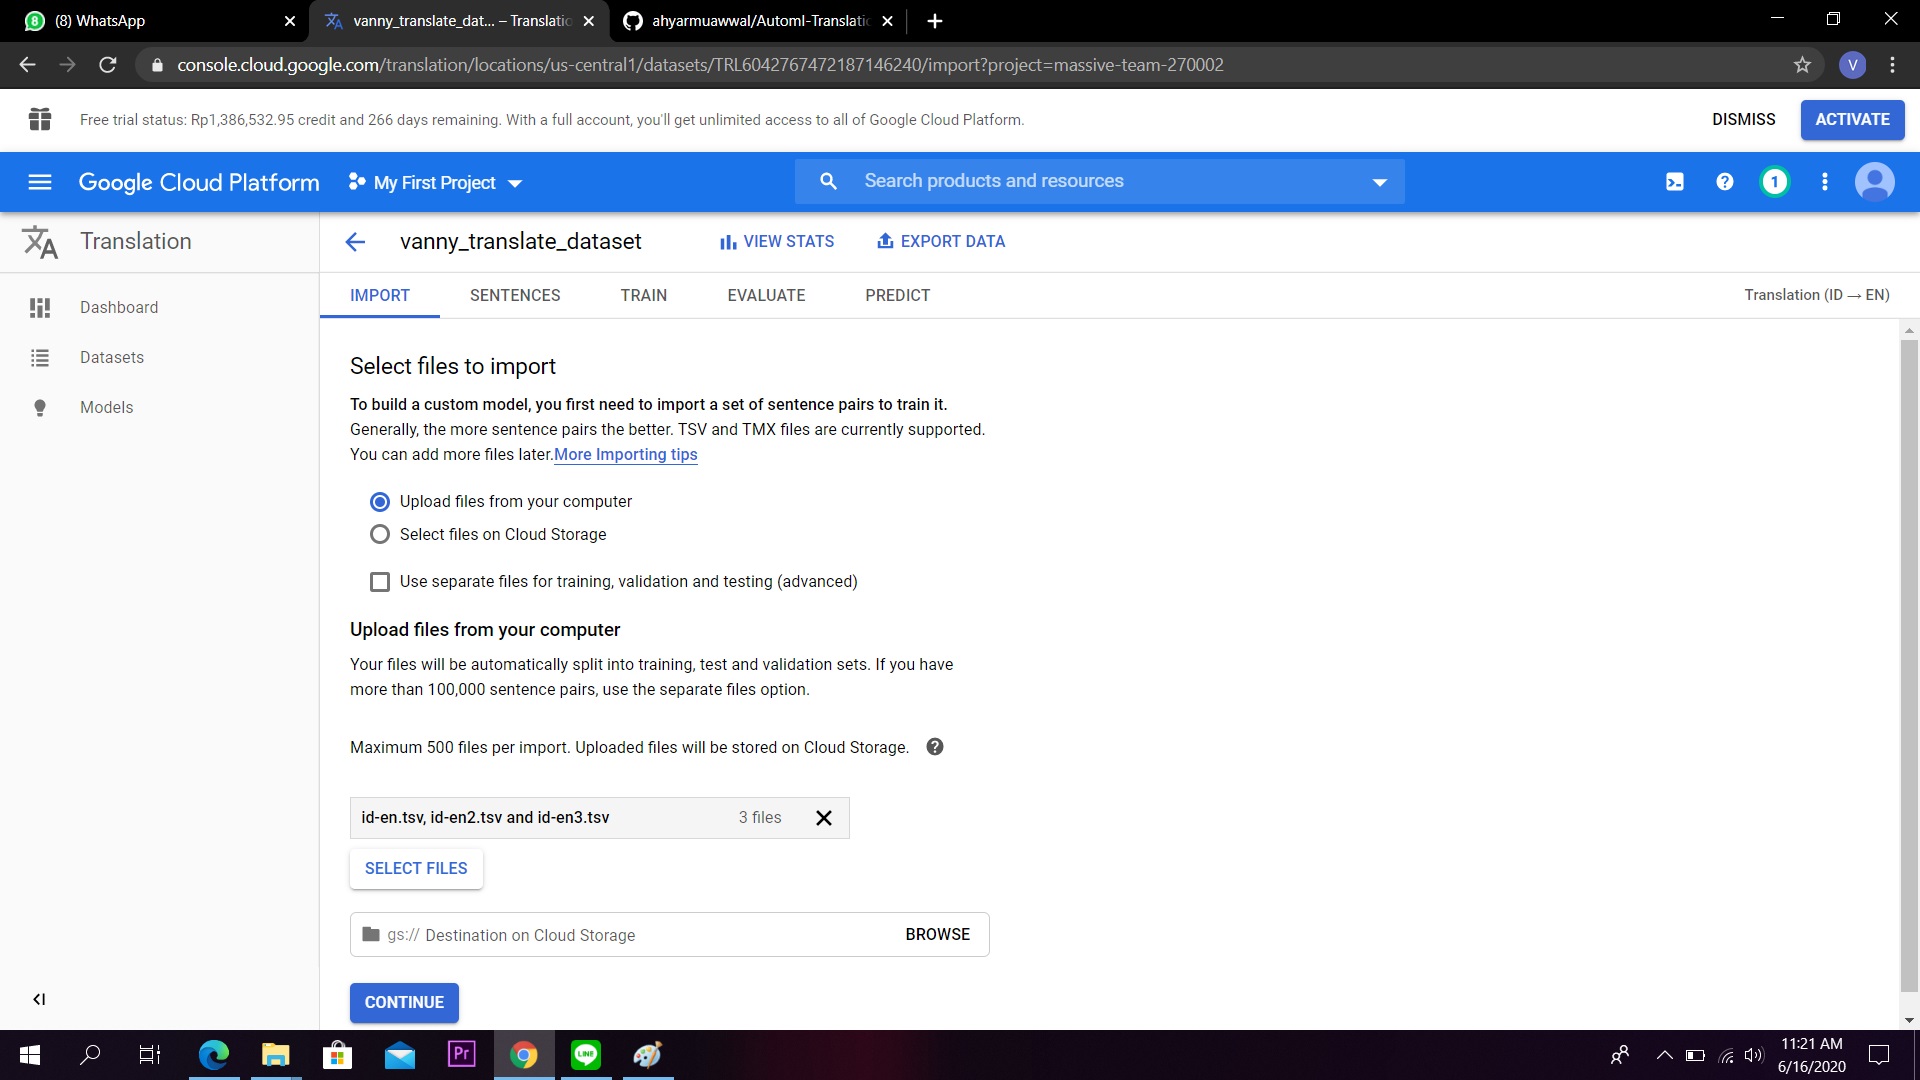 (8) WhatsApp
vanny_translate_dat... – Translatio
ahyarmuawwal/Automl-Translatio
console.cloud.google.com/translation/locations/us-central1/datasets/TRL6042767472187146240/import?project=massive-team-270002
V
Free trial status: Rp1,386,532.95 credit and 266 days remaining. With a full account, you'll get unlimited access to all of Google Cloud Platform.
DISMISS
ACTIVATE
Google Cloud Platform
My First Project
Search products and resources
1
Translation
vanny_translate_dataset
VIEW STATS
EXPORT DATA
IMPORT
SENTENCES
TRAIN
EVALUATE
PREDICT
Translation (ID → EN)
Dashboard
Datasets
Models
Select files to import
To build a custom model, you first need to import a set of sentence pairs to train it.
Generally, the more sentence pairs the better. TSV and TMX files are currently supported.
You can add more files later.More Importing tips
Upload files from your computer
Select files on Cloud Storage
Use separate files for training, validation and testing (advanced)
Upload files from your computer
Your files will be automatically split into training, test and validation sets. If you have
more than 100,000 sentence pairs, use the separate files option.
Maximum 500 files per import. Uploaded files will be stored on Cloud Storage.
id-en.tsv, id-en2.tsv and id-en3.tsv
3 files
SELECT FILES
gs:// Destination on Cloud Storage
BROWSE
CONTINUE
Pr
LINE
11:21 AM
6/16/2020